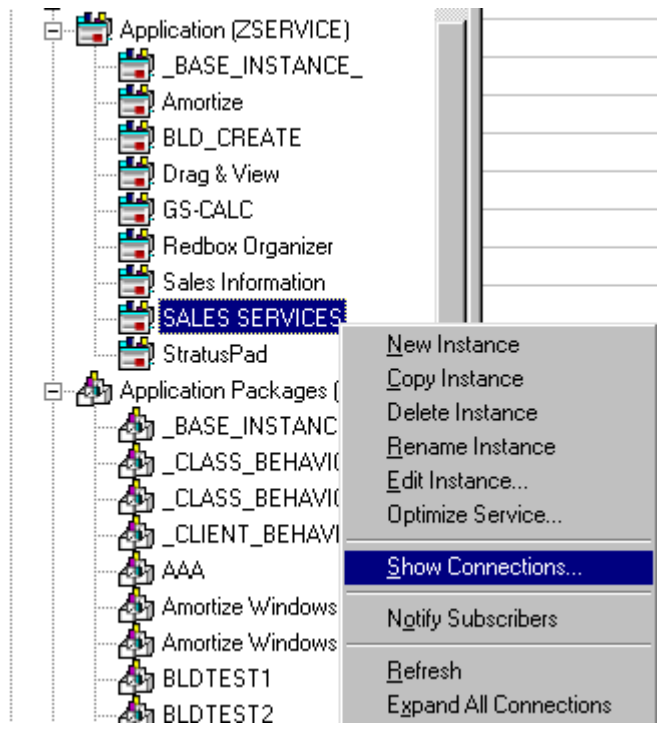 Application (ZSERVICE)
_BASE_INSTANCE_
Amortize
BLD_CREATE
Drag & View
GS-CALC
Redbox Organizer
Sales Information
SALES SERVICES
StratusPad
Application Packages (
_BASE_INSTANC
_CLASS_BEHAVIO
_CLASS_BEHAVIO
_CLIENT_BEHAVI
AAA
Amortize Windows
Amortize Windows
BLDTEST1
BLDTEST2
New Instance
Copy Instance
Delete Instance
Rename Instance
Edit Instance...
Optimize Service...
Show Connections...
Notify Subscribers
Refresh
Expand All Connections